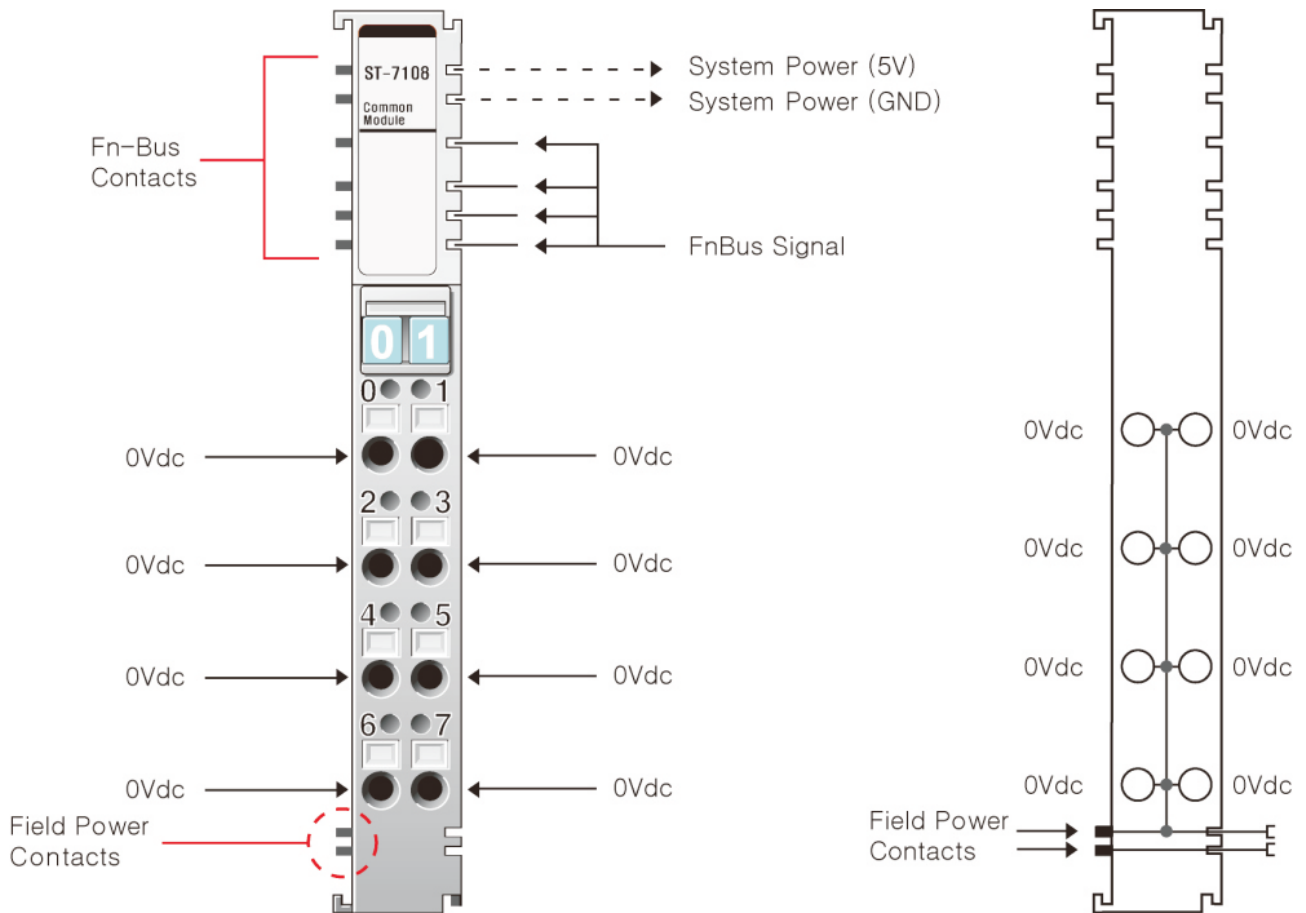 ST-7108
Common
Module
System Power (5V)
System Power (GND)
Fn-Bus
Contacts
FnBus Signal
01
0 1
0Vdc 0Vdc
2 3
0Vdc 0Vdc
4 5
0Vdc 0Vdc
6 7
0Vdc 0Vdc
Field Power
Contacts
0Vdc 0Vdc
0Vdc 0Vdc
0Vdc 0Vdc
0Vdc 0Vdc
Field Power
Contacts